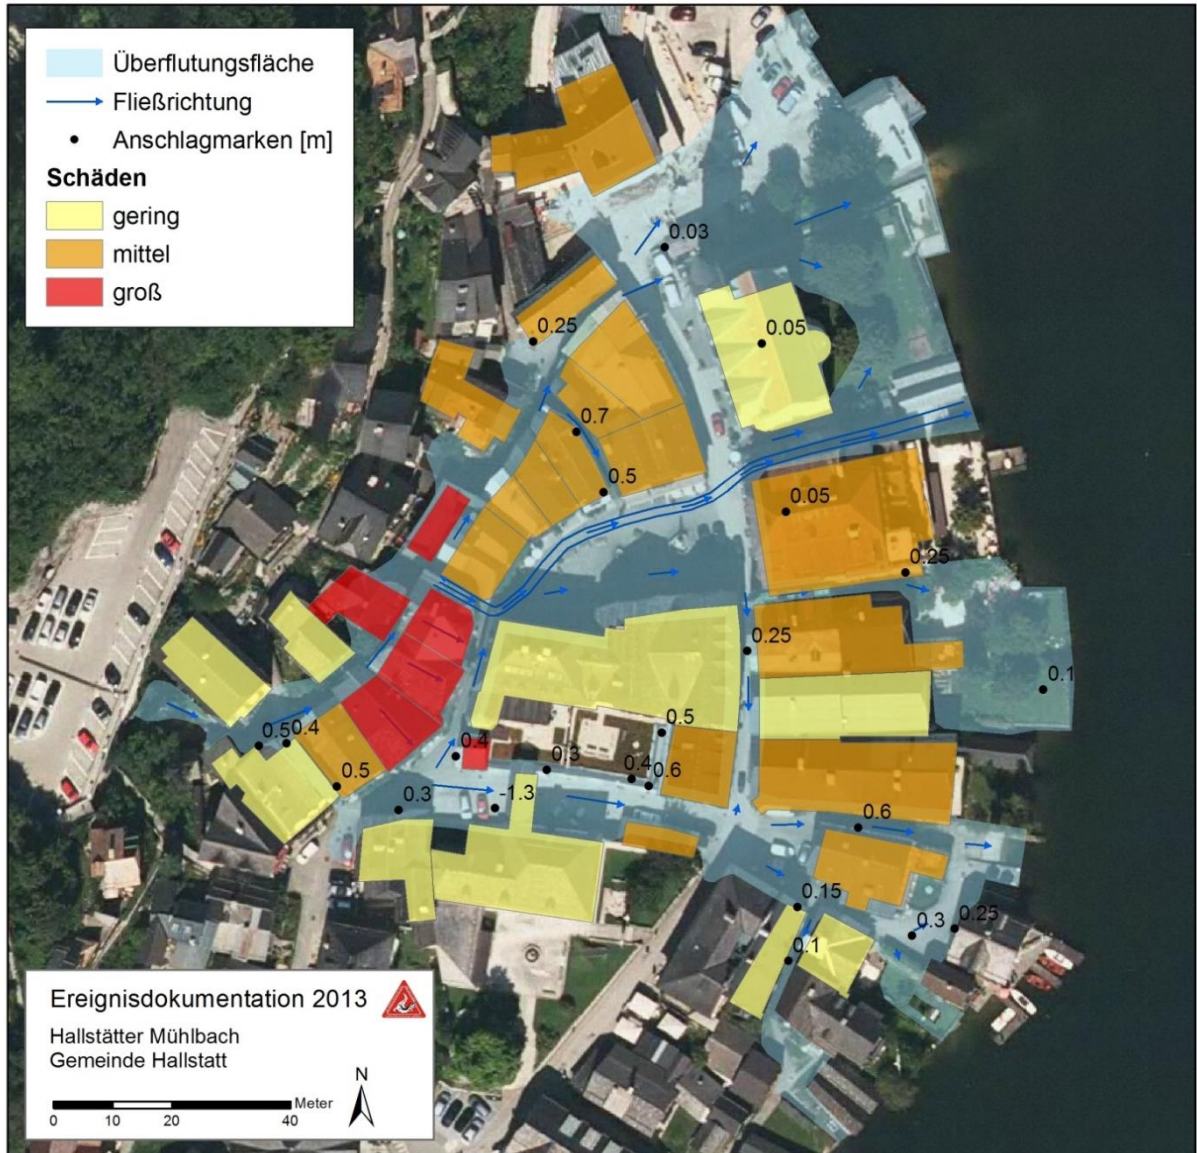 Überflutungsfläche
Fließrichtung
Anschlagmarken [m]
Schäden
gering
mittel
groß
0.03
0.05
0.25
0.7
0.5
0.05
0.25
0.25
0.1
0.5
0.4
0.5
0.4
0.3
0.4
0.6
0.5
0.3
-1.3
0.6
0.15
0.3
0.25
0.1
Ereignisdokumentation 2013
Hallstätter Mühlbach
Gemeinde Hallstatt
N
Meter
0 10 20 40